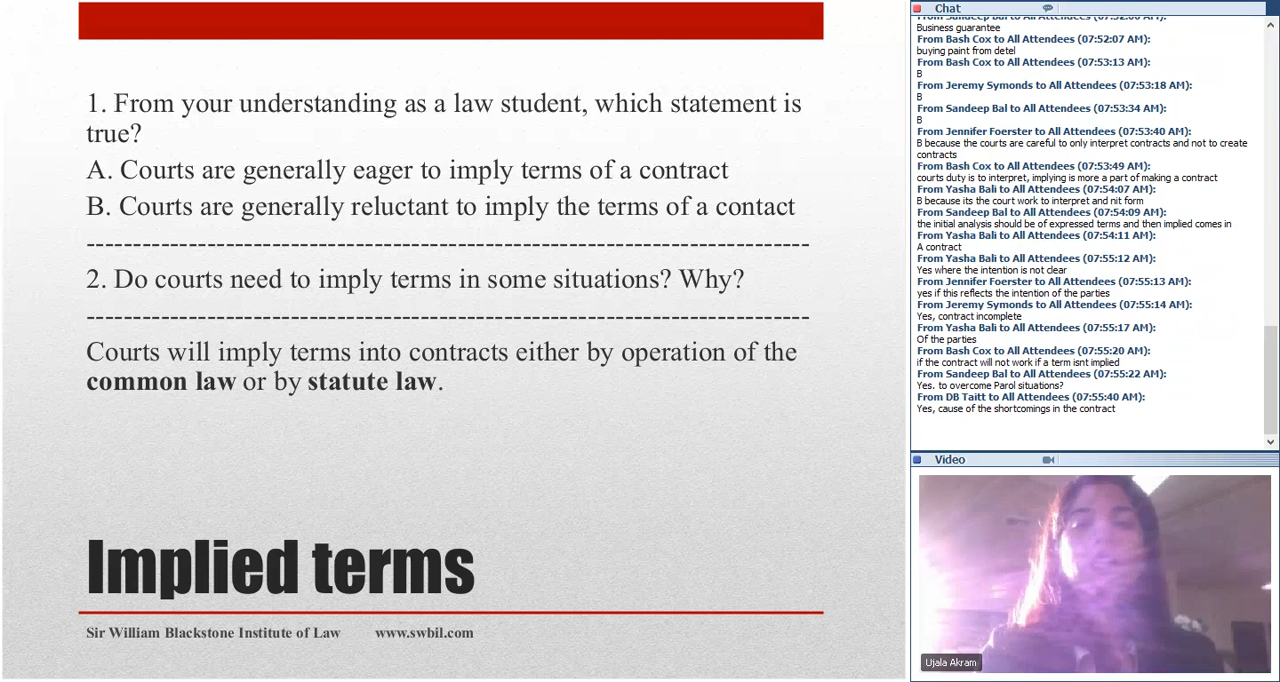 1. From your understanding as a law student, which statement is
true?
A. Courts are generally eager to imply terms of a contract
B. Courts are generally reluctant to imply the terms of a contact
--------------------------------------------------------------------------------
2. Do courts need to imply terms in some situations? Why?
--------------------------------------------------------------------------------
Courts will imply terms into contracts either by operation of the
common law or by statute law.
Implied terms
Sir William Blackstone Institute of Law www.swbil.com
Chat
From Sandeep Bal to All Attendees (07:52:00 AM):
Business guarantee
From Bash Cox to All Attendees (07:52:07 AM):
buying paint from detel
From Bash Cox to All Attendees (07:53:13 AM):
B
From Jeremy Symonds to All Attendees (07:53:18 AM):
B
From Sandeep Bal to All Attendees (07:53:34 AM):
B
From Jennifer Foerster to All Attendees (07:53:40 AM):
B because the courts are careful to only interpret contracts and not to create
contracts
From Bash Cox to All Attendees (07:53:49 AM):
courts duty is to interpret, implying is more a part of making a contract
From Yasha Bali to All Attendees (07:54:07 AM):
B because its the court work to interpret and nit form
From Sandeep Bal to All Attendees (07:54:09 AM):
the initial analysis should be of expressed terms and then implied comes in
From Yasha Bali to All Attendees (07:54:11 AM):
A contract
From Yasha Bali to All Attendees (07:55:12 AM):
Yes where the intention is not clear
From Jennifer Foerster to All Attendees (07:55:13 AM):
yes if this reflects the intention of the parties
From Jeremy Symonds to All Attendees (07:55:14 AM):
Yes, contract incomplete
From Yasha Bali to All Attendees (07:55:17 AM):
Of the parties
From Bash Cox to All Attendees (07:55:20 AM):
if the contract will not work if a term isnt implied
From Sandeep Bal to All Attendees (07:55:22 AM):
Yes. to overcome Parol situations?
From DB Taitt to All Attendees (07:55:40 AM):
Yes, cause of the shortcomings in the contract
Video
Ujala Akram